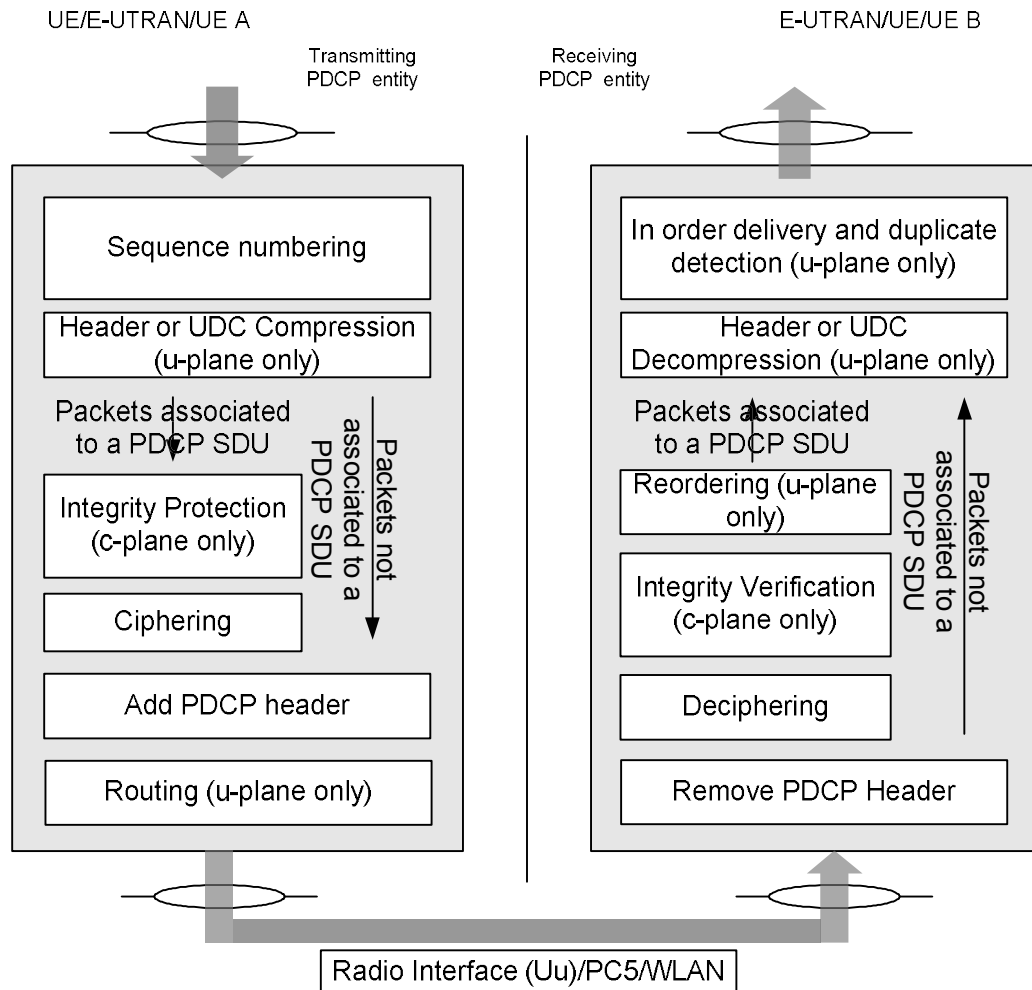 UE/E-UTRAN/UE A
E-UTRAN/UE/UE B
Transmitting
PDCP entity
Receiving
PDCP entity
Sequence numbering
Header or UDC Compression
(u-plane only)
Packets associated
to a PDCP SDU
Packets not
associated to a
PDCP SDU
Integrity Protection
(c-plane only)
Ciphering
Add PDCP header
Routing (u-plane only)
In order delivery and duplicate
detection (u-plane only)
Header or UDC
Decompression (u-plane only)
Packets associated
to a PDCP SDU
Reordering (u-plane
only)
Packets not
associated to a
PDCP SDU
Integrity Verification
(c-plane only)
Deciphering
Remove PDCP Header
Radio Interface (Uu)/PC5/WLAN